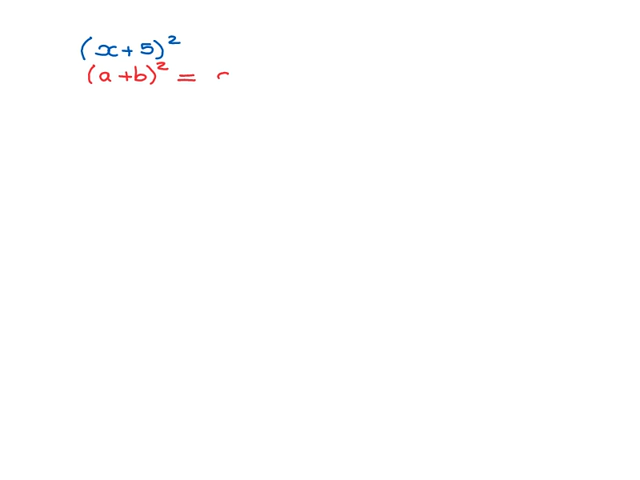 (x+5)²
(a+b)² =